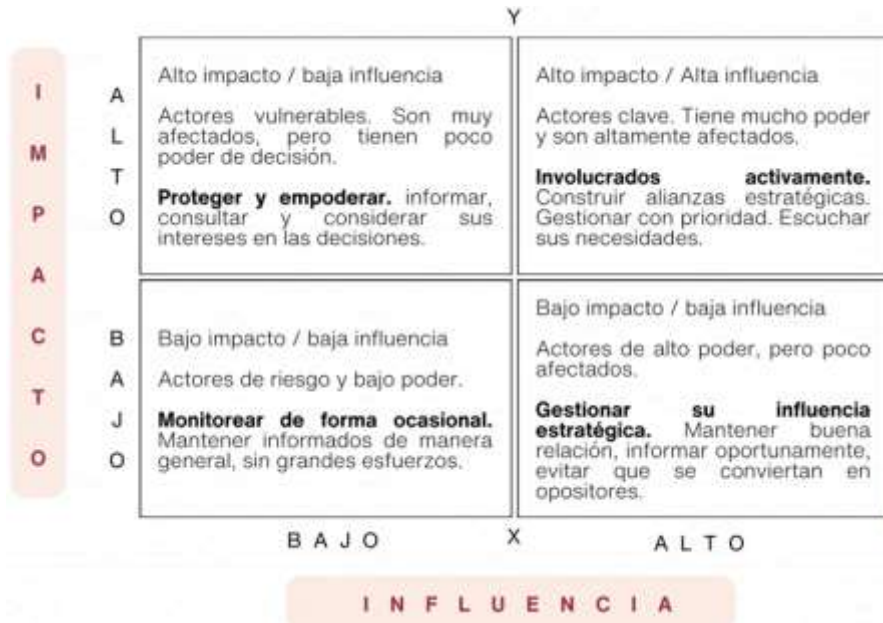 Y
IMPACTO
ALTO
Alto impacto / baja influencia
Actores vulnerables. Son muy
afectados, pero tienen poco
poder de decisión.
Proteger y empoderar. informar,
consultar y considerar sus
intereses en las decisiones.
Alto impacto / Alta influencia
Actores clave. Tiene mucho poder
y son altamente afectados.
Involucrados activamente.
Construir alianzas estratégicas.
Gestionar con prioridad. Escuchar
sus necesidades.
BAJO
Bajo impacto / baja influencia
Actores de riesgo y bajo poder.
Monitorear de forma ocasional.
Mantener informados de manera
general, sin grandes esfuerzos.
Bajo impacto / baja influencia
Actores de alto poder, pero poco
afectados.
Gestionar su influencia
estratégica. Mantener buena
relación, informar oportunamente,
evitar que se conviertan en
opositores.
BAJO X ALTO
INFLUENCIA